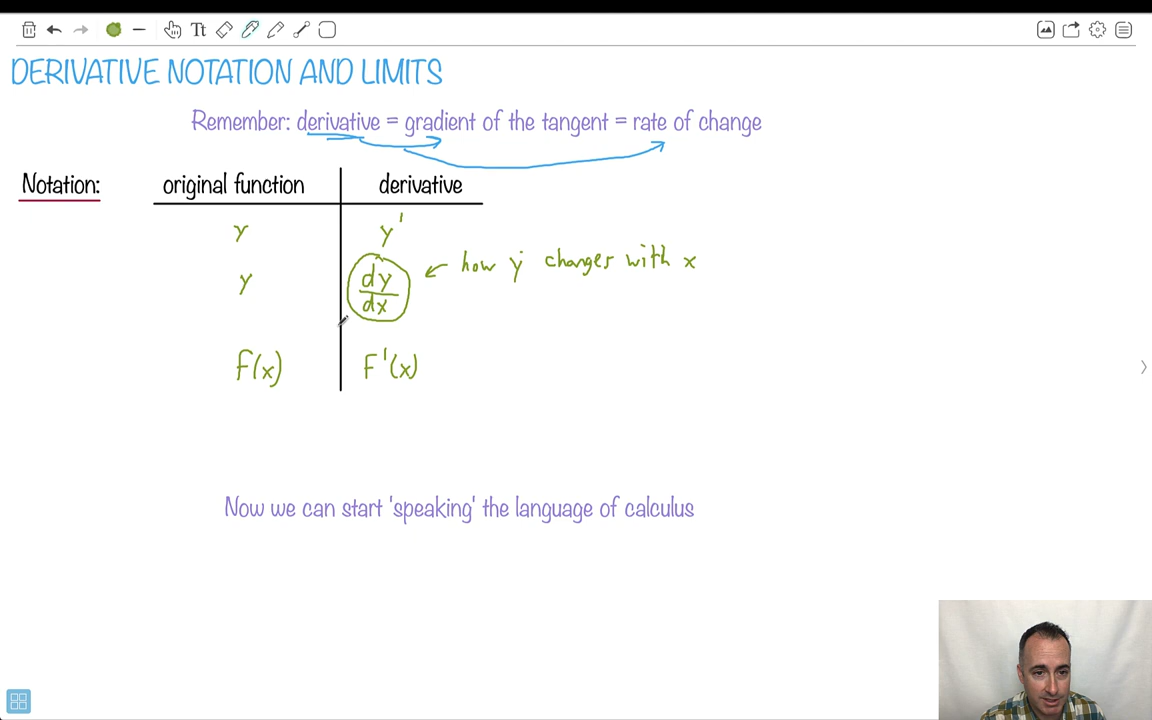 Tt
DERIVATIVE NOTATION AND LIMITS
Remember: derivative = gradient of the tangent = rate of change
Notation: original function derivative
y y'
y dy/dx ← how y changes with x
f(x) f'(x)
Now we can start 'speaking' the language of calculus